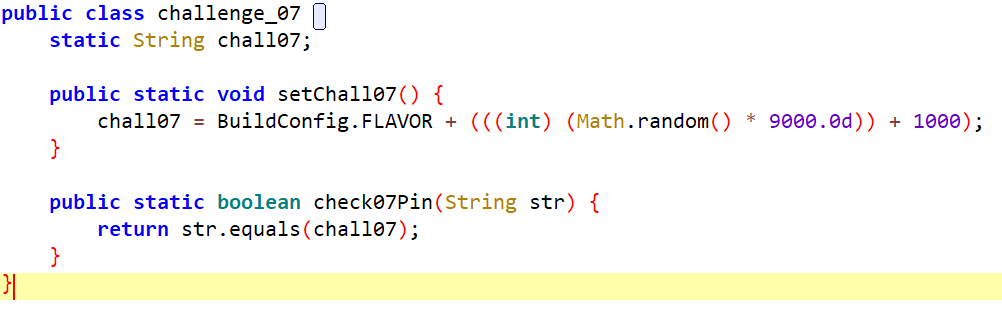 public class challenge_07 {
    static String chall07;

    public static void setChall07() {
        chall07 = BuildConfig.FLAVOR + (((int) (Math.random() * 9000.0d)) + 1000);
    }

    public static boolean check07Pin(String str) {
        return str.equals(chall07);
    }
}